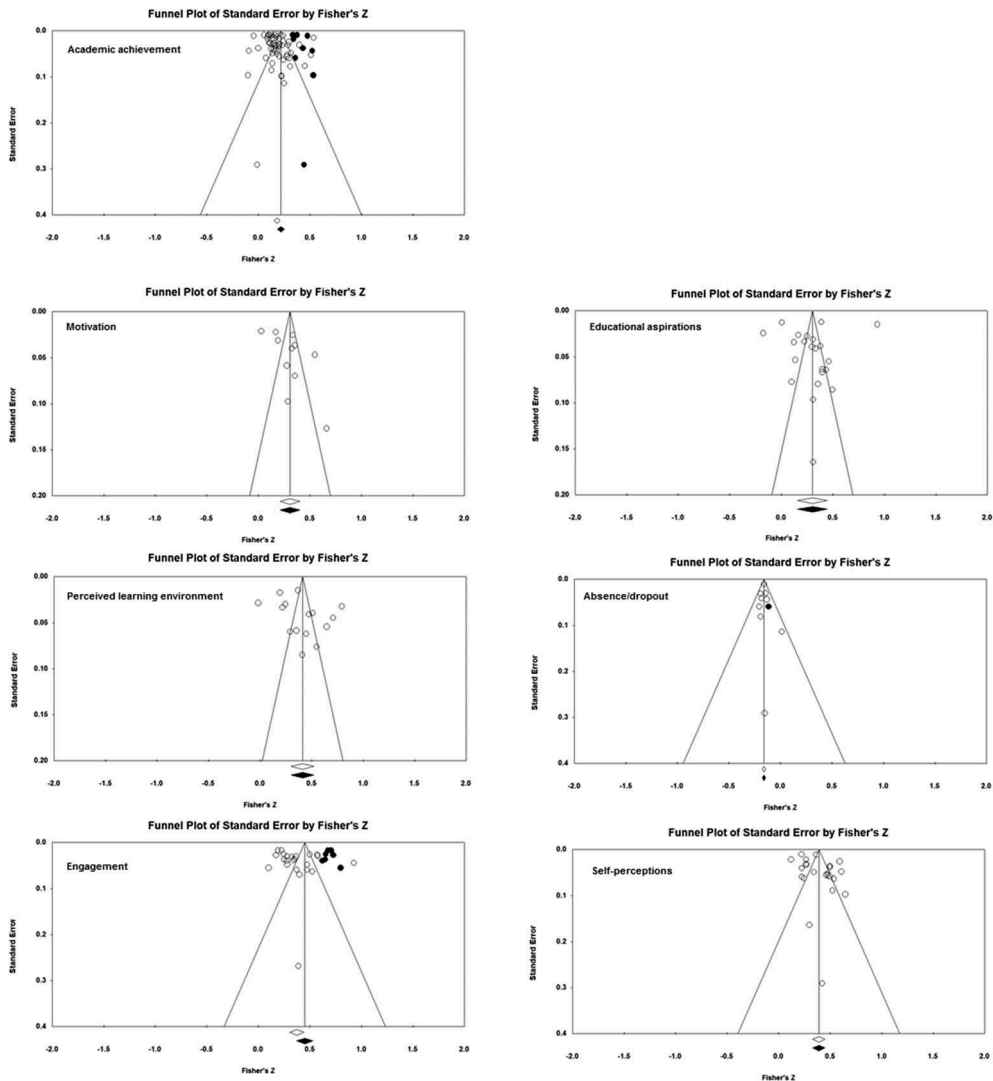 Funnel Plot of Standard Error by Fisher's Z
Academic achievement
Standard Error
0.0
0.1
0.2
0.3
0.4
-2.0 -1.5 -1.0 -0.5 0.0 0.5 1.0 1.5 2.0
Fisher's Z
Funnel Plot of Standard Error by Fisher's Z
Motivation
Standard Error
0.00
0.05
0.10
0.15
0.20
-2.0 -1.5 -1.0 -0.5 0.0 0.5 1.0 1.5 2.0
Fisher's Z
Funnel Plot of Standard Error by Fisher's Z
Educational aspirations
Standard Error
0.00
0.05
0.10
0.15
0.20
-2.0 -1.5 -1.0 -0.5 0.0 0.5 1.0 1.5 2.0
Fisher's Z
Funnel Plot of Standard Error by Fisher's Z
Perceived learning environment
Standard Error
0.00
0.05
0.10
0.15
0.20
-2.0 -1.5 -1.0 -0.5 0.0 0.5 1.0 1.5 2.0
Fisher's Z
Funnel Plot of Standard Error by Fisher's Z
Absence/dropout
Standard Error
0.0
0.1
0.2
0.3
0.4
-2.0 -1.5 -1.0 -0.5 0.0 0.5 1.0 1.5 2.0
Fisher's Z
Funnel Plot of Standard Error by Fisher's Z
Engagement
Standard Error
0.0
0.1
0.2
0.3
0.4
-2.0 -1.5 -1.0 -0.5 0.0 0.5 1.0 1.5 2.0
Fisher's Z
Funnel Plot of Standard Error by Fisher's Z
Self-perceptions
Standard Error
0.0
0.1
0.2
0.3
0.4
-2.0 -1.5 -1.0 -0.5 0.0 0.5 1.0 1.5 2.0
Fisher's Z